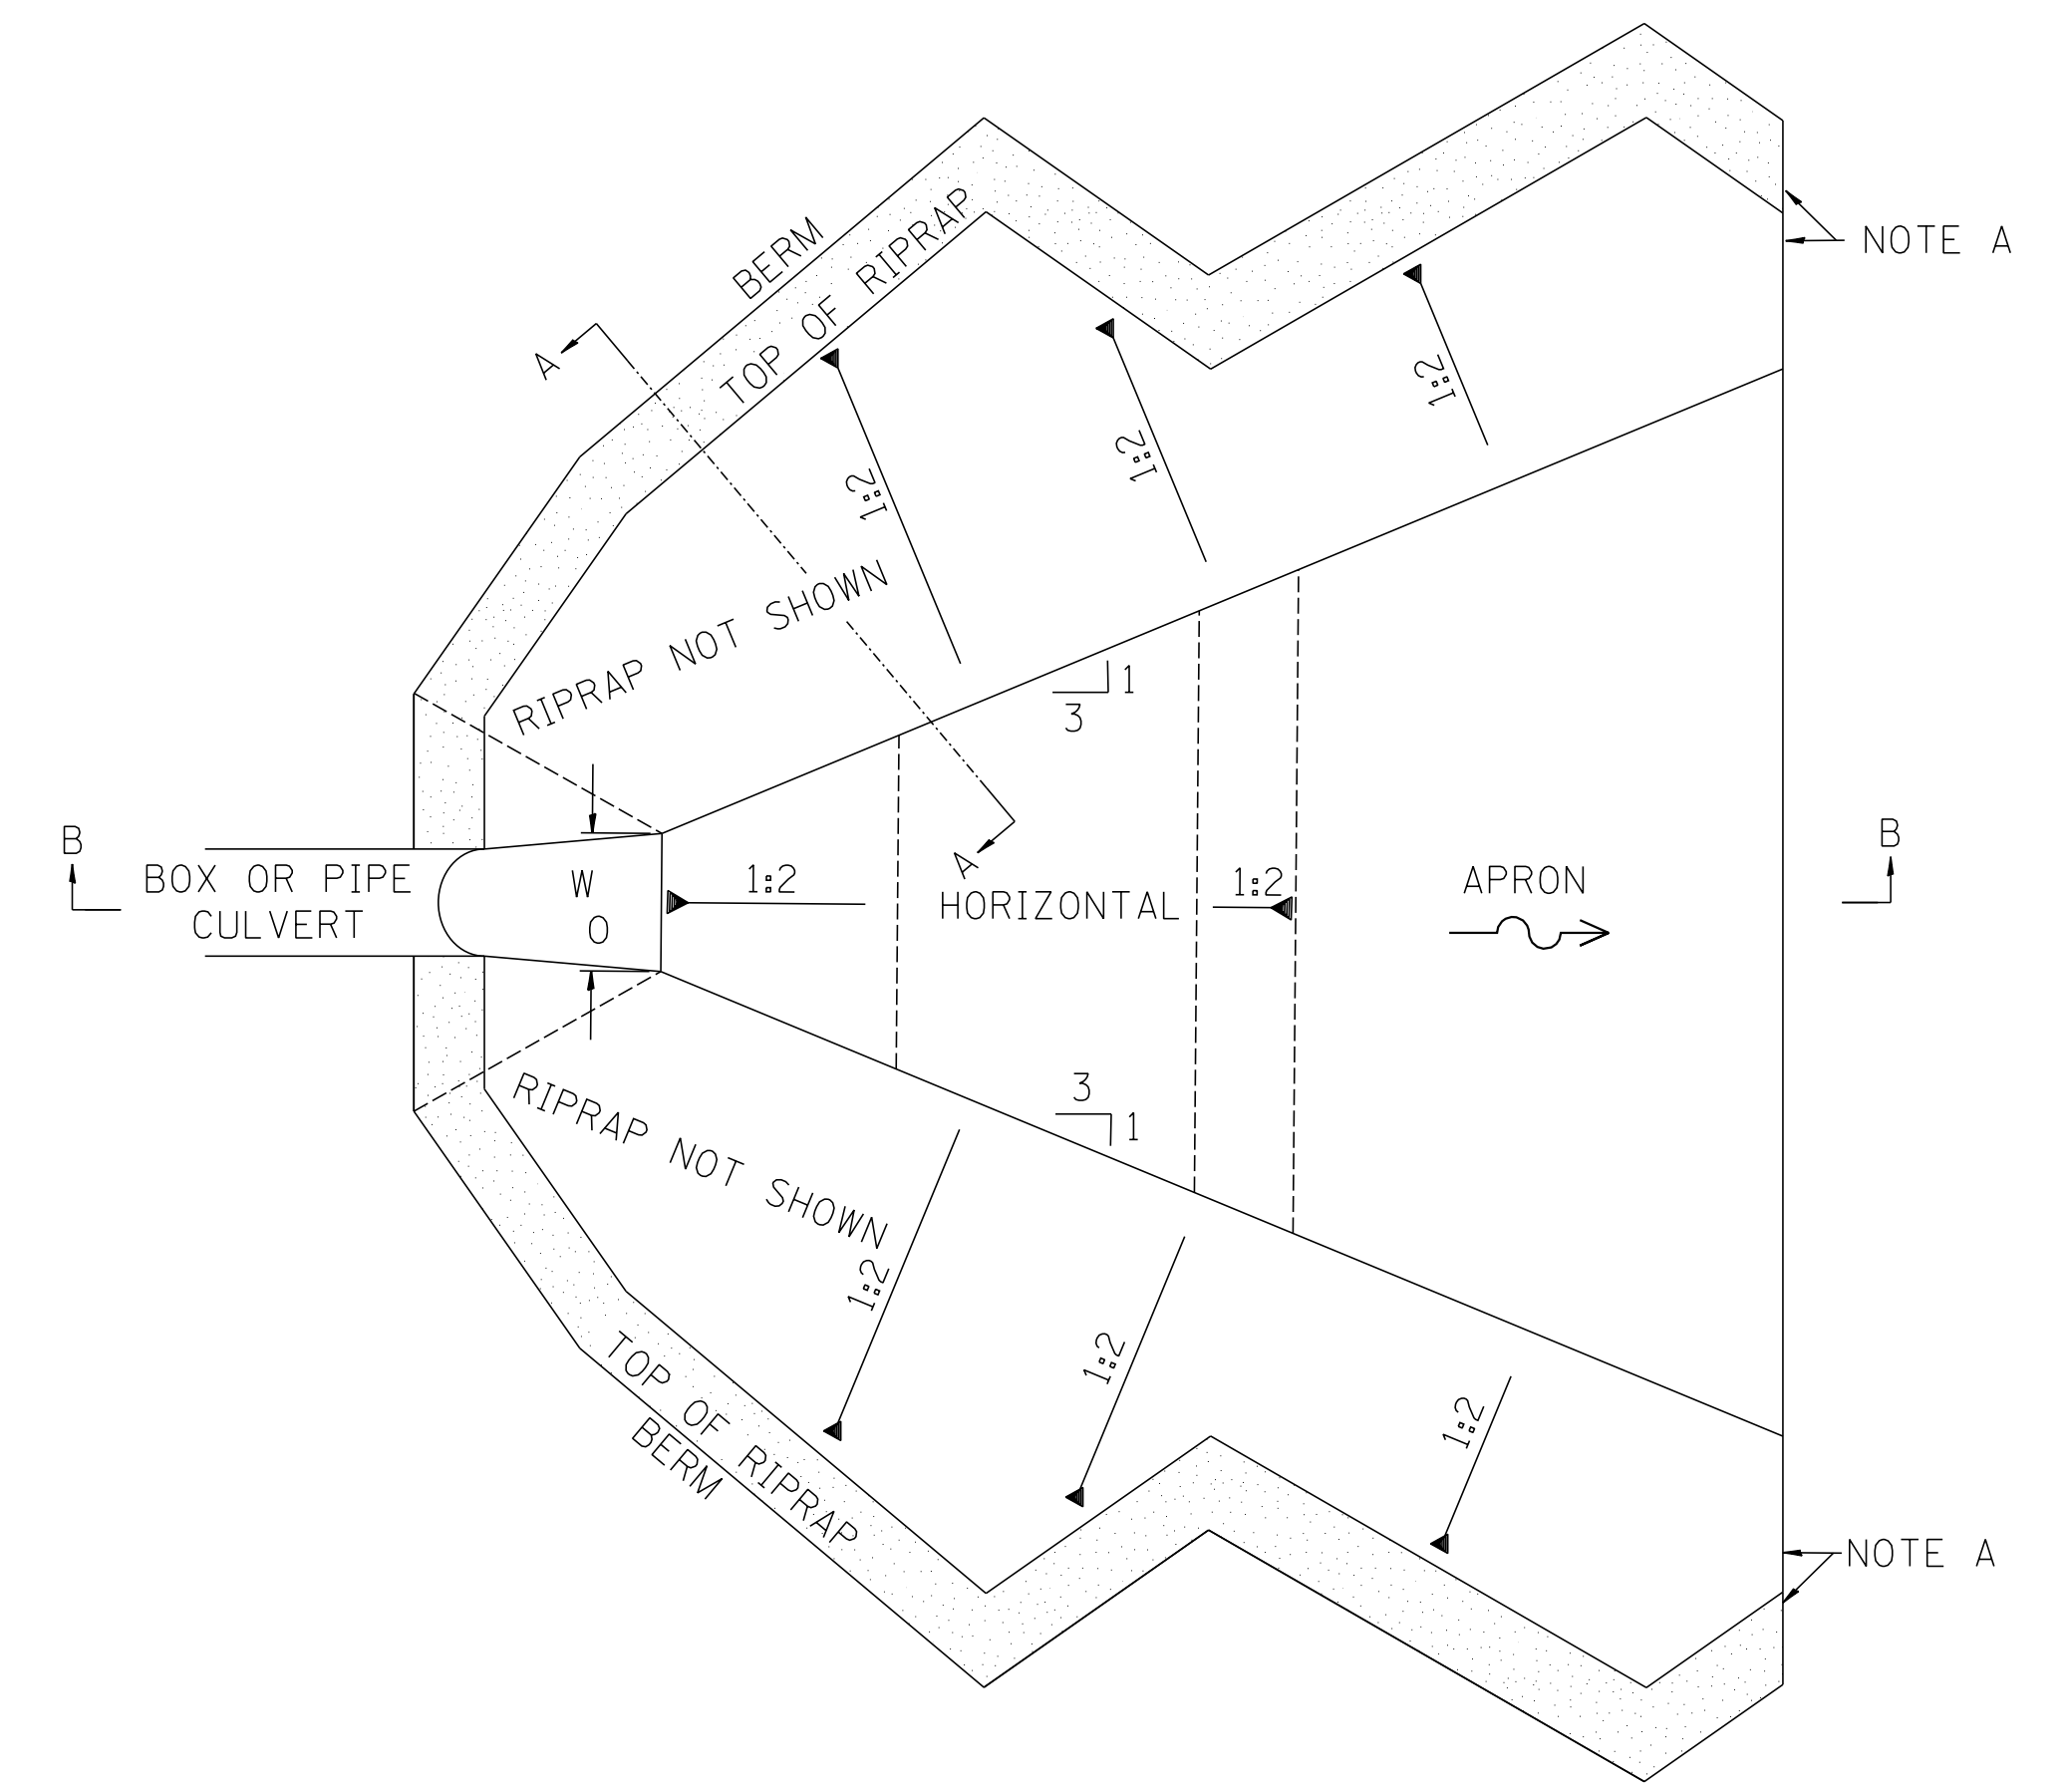 NOTE A
BERM
TOP OF RIPRAP
A
1:2
1:2
1:2
RIPRAP NOT SHOWN
1
3
B
BOX OR PIPE
CULVERT
W
O
1:2
A
HORIZONTAL
1:2
APRON
B
3
1
RIPRAP NOT SHOWN
1:2
1:2
1:2
TOP OF RIPRAP
BERM
NOTE A